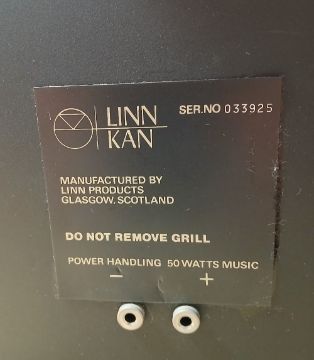 LINN
KAN
SER.NO 033925
MANUFACTURED BY
LINN PRODUCTS
GLASGOW. SCOTLAND
DO NOT REMOVE GRILL
POWER HANDLING 50 WATTS MUSIC
− +